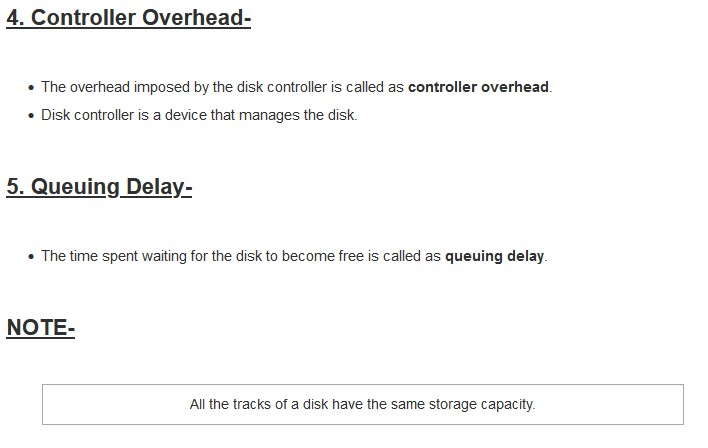 4. Controller Overhead-
• The overhead imposed by the disk controller is called as controller overhead.
• Disk controller is a device that manages the disk.
5. Queuing Delay-
• The time spent waiting for the disk to become free is called as queuing delay.
NOTE-
All the tracks of a disk have the same storage capacity.